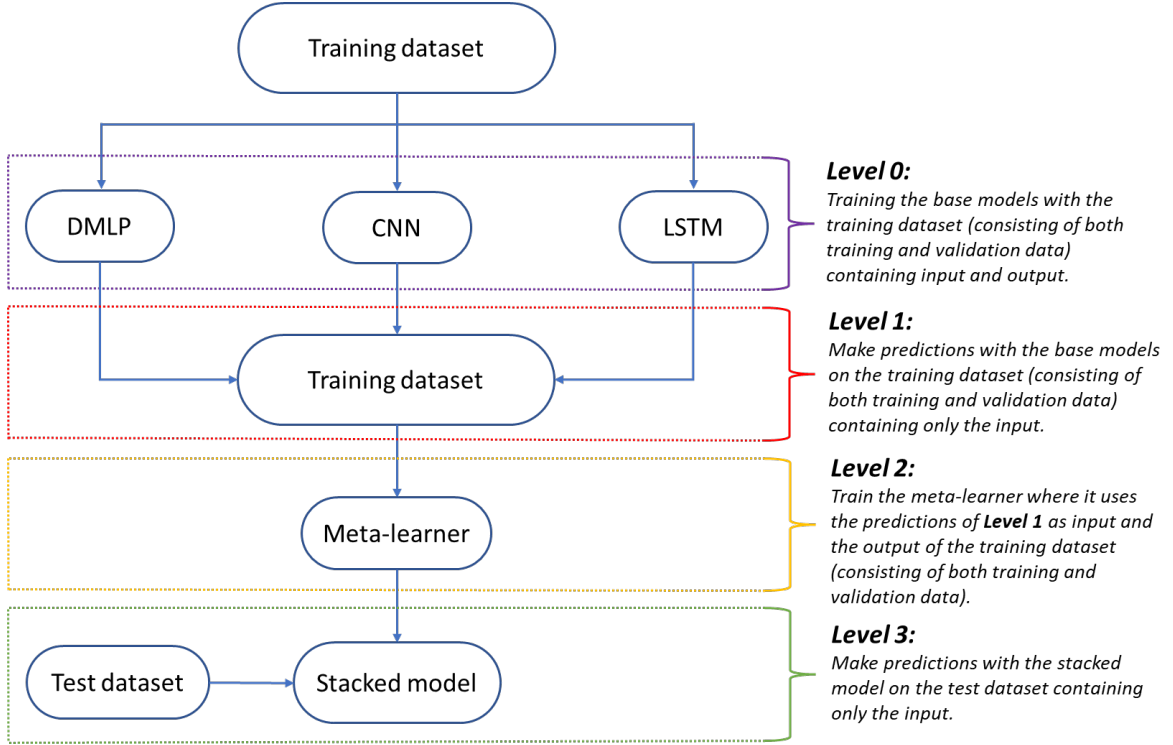 Training dataset
DMLP
CNN
LSTM
Level 0:
Training the base models with the
training dataset (consisting of both
training and validation data)
containing input and output.
Training dataset
Level 1:
Make predictions with the base models
on the training dataset (consisting of
both training and validation data)
containing only the input.
Meta-learner
Level 2:
Train the meta-learner where it uses
the predictions of Level 1 as input and
the output of the training dataset
(consisting of both training and
validation data).
Test dataset
Stacked model
Level 3:
Make predictions with the stacked
model on the test dataset containing
only the input.